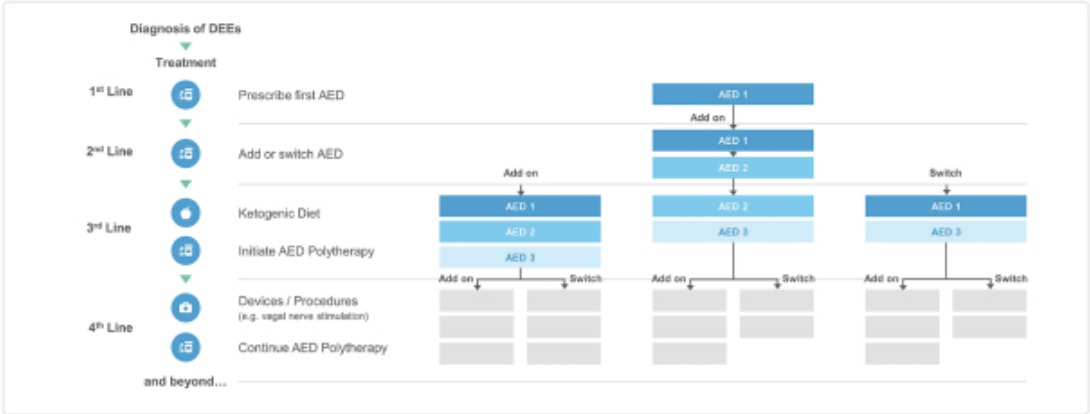 Diagnosis of DEEs
Treatment
1st Line
Prescribe first AED
AED 1
Add on
2nd Line
Add or switch AED
AED 1
AED 2
Add on
Switch
3rd Line
Ketogenic Diet
Initiate AED Polytherapy
AED 1
AED 2
AED 3
AED 2
AED 3
AED 1
AED 3
Add on
Switch
Add on
Switch
Add on
Switch
4th Line
Devices / Procedures
(e.g. vagal nerve stimulation)
Continue AED Polytherapy
and beyond...